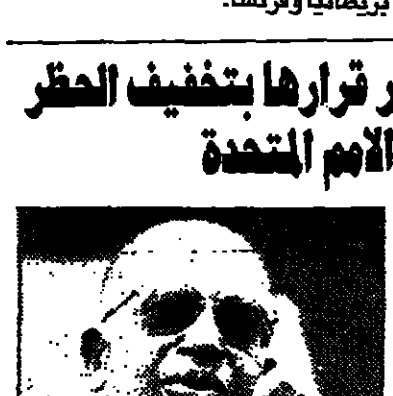 بريطانيا وفرنسا.
ر قرارها بتخفيف الحظر
الامم المتحدة